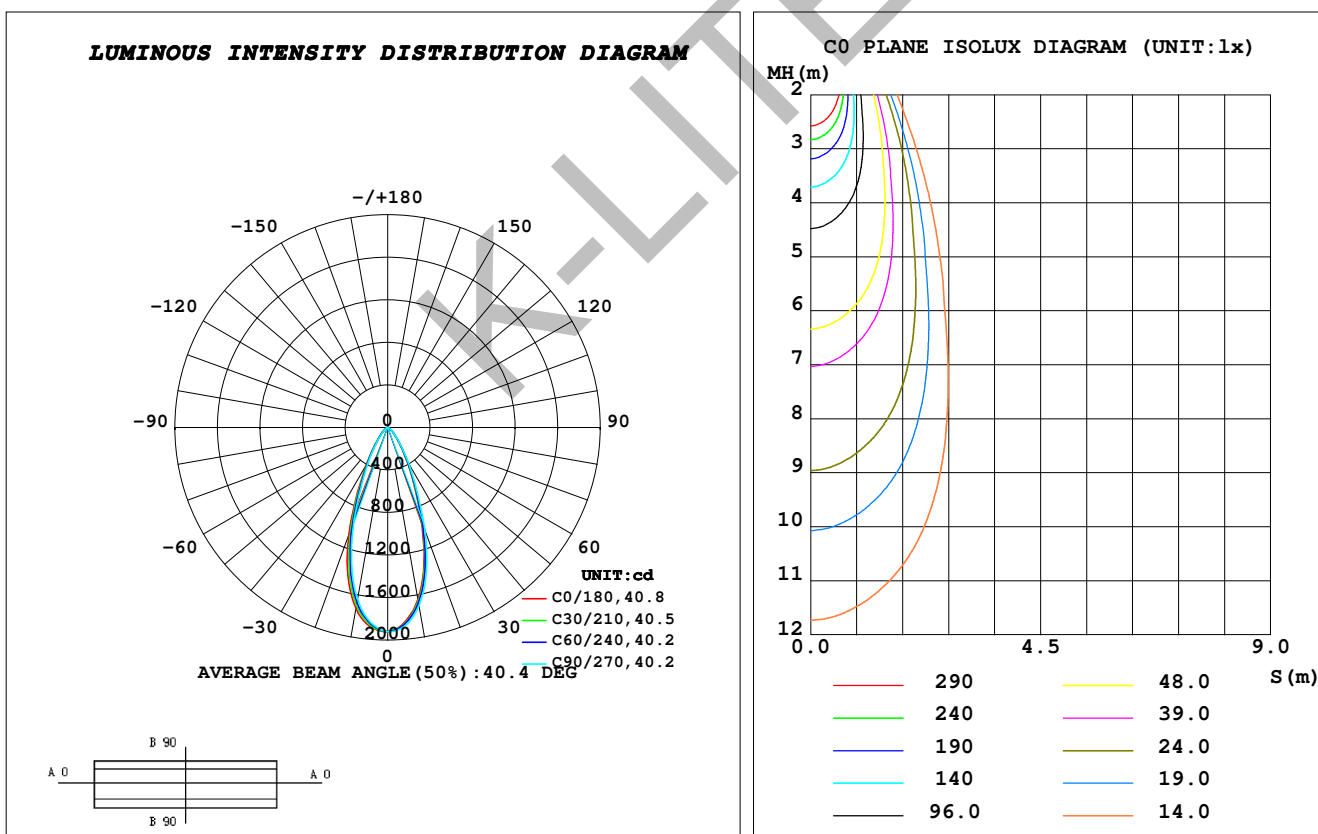 LUMINOUS INTENSITY DISTRIBUTION DIAGRAM
-/+180
-150
150
-120
120
-90
90
-60
60
-30
30
0
0
400
800
1200
1600
2000
UNIT:cd
C0/180,40.8
C30/210,40.5
C60/240,40.2
C90/270,40.2
AVERAGE BEAM ANGLE(50%):40.4 DEG
B 90
A 0
A 0
B 90
K-LITE
C0 PLANE ISOLUX DIAGRAM (UNIT:lx)
MH(m)
2
3
4
5
6
7
8
9
10
11
12
0.0
4.5
9.0
S(m)
290
48.0
240
39.0
190
24.0
140
19.0
96.0
14.0